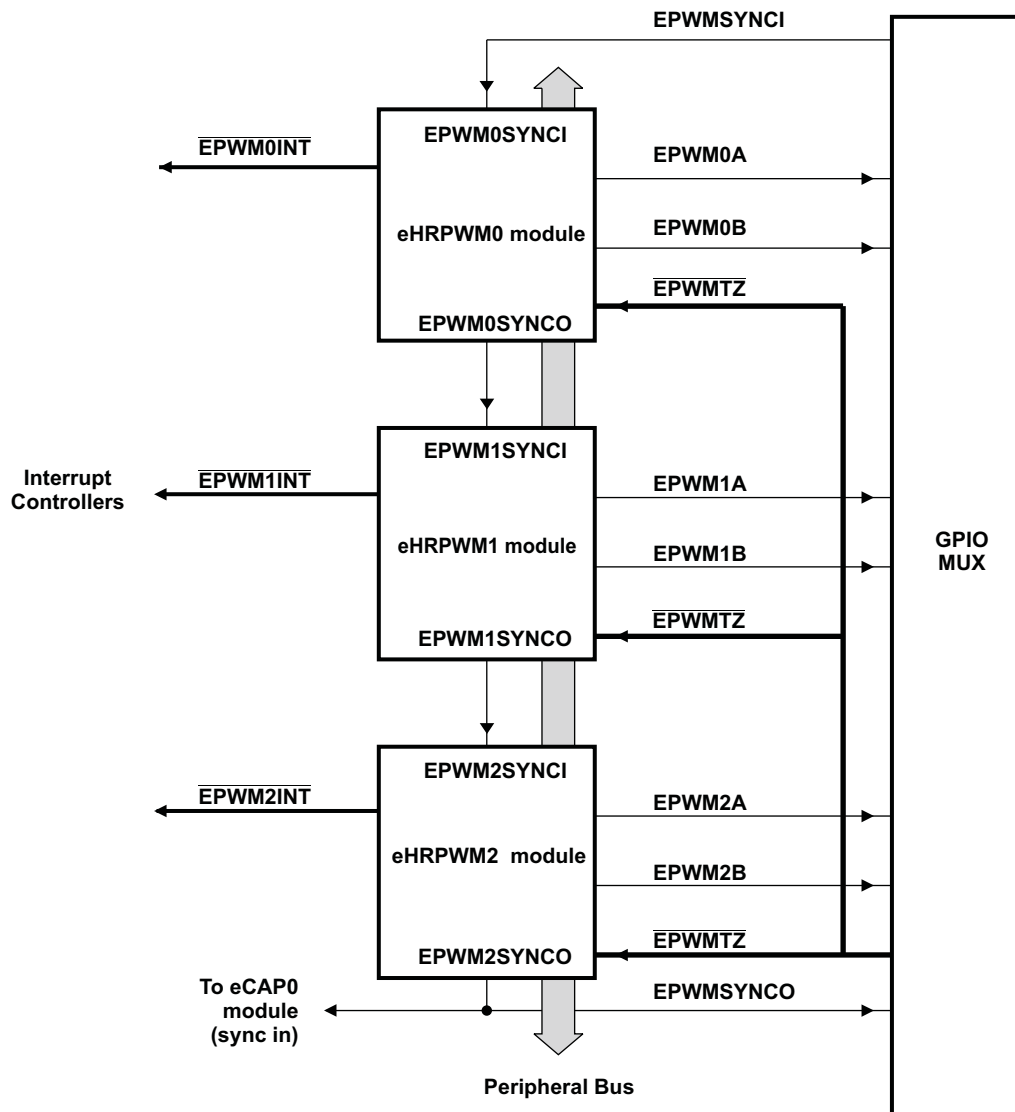 EPWMSYNCI
EPWM0SYNCI
EPWM0INT
EPWM0A
EPWM0B
eHRPWM0 module
EPWMTZ
EPWM0SYNCO
EPWM1SYNCI
Interrupt
Controllers
EPWM1INT
EPWM1A
eHRPWM1 module
EPWM1B
GPIO
MUX
EPWMTZ
EPWM1SYNCO
EPWM2SYNCI
EPWM2INT
EPWM2A
eHRPWM2 module
EPWM2B
EPWMTZ
EPWM2SYNCO
To eCAP0
module
(sync in)
EPWMSYNCO
Peripheral Bus